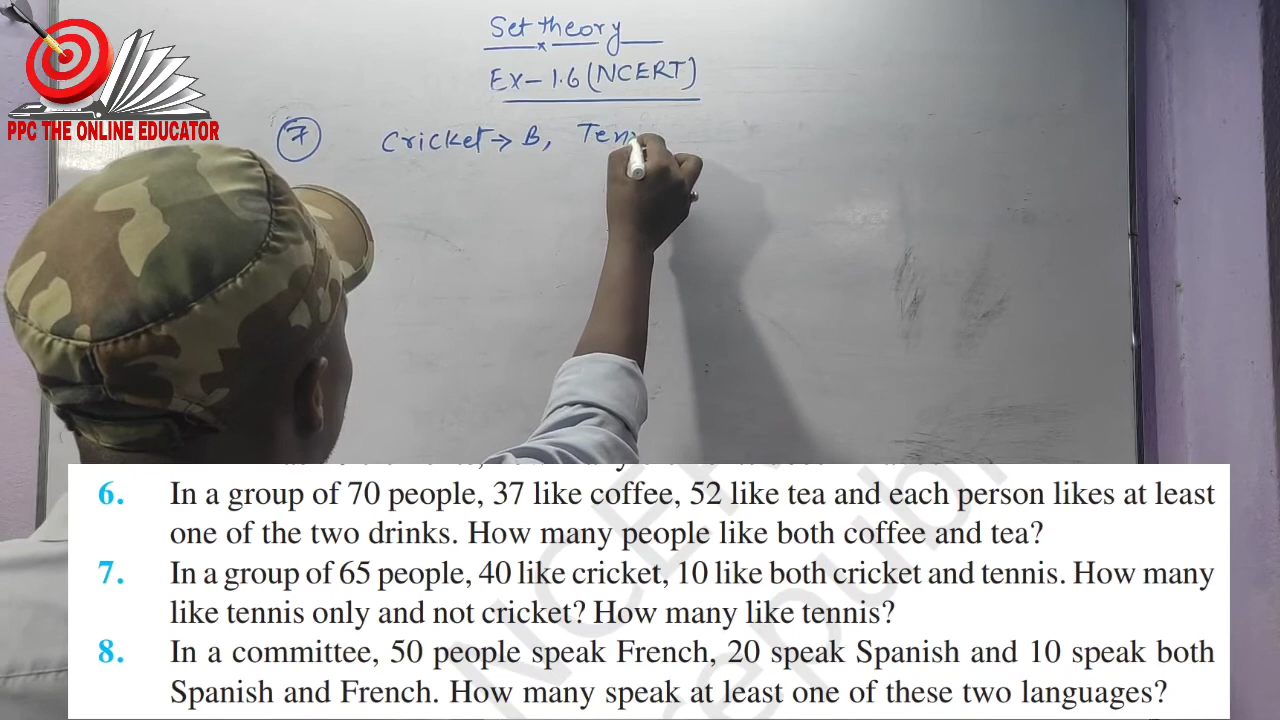 Set theory
Ex-1.6 (NCERT)
PPC THE ONLINE EDUCATOR
7 Cricket → B, Ten
6. In a group of 70 people, 37 like coffee, 52 like tea and each person likes at least
one of the two drinks. How many people like both coffee and tea?
7. In a group of 65 people, 40 like cricket, 10 like both cricket and tennis. How many
like tennis only and not cricket? How many like tennis?
8. In a committee, 50 people speak French, 20 speak Spanish and 10 speak both
Spanish and French. How many speak at least one of these two languages?